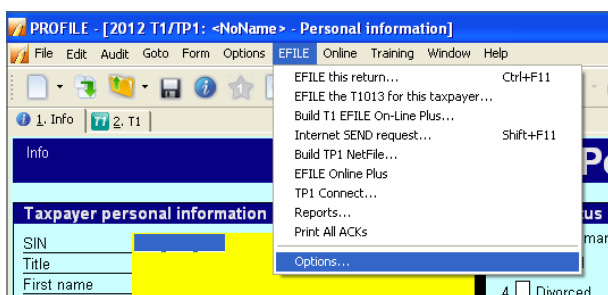 PROFILE - [2012 T1/TP1: <NoName> - Personal information]
File Edit Audit Goto Form Options EFILE Online Training Window Help
EFILE this return... Ctrl+F11
EFILE the T1013 for this taxpayer...
Build T1 EFILE On-Line Plus...
Internet SEND request... Shift+F11
Build TP1 NetFile...
EFILE Online Plus
TP1 Connect...
Reports...
Print All ACKs
Options...
1. Info T1 2. T1
Info
Taxpayer personal information
SIN
Title
First name
4 Divorced